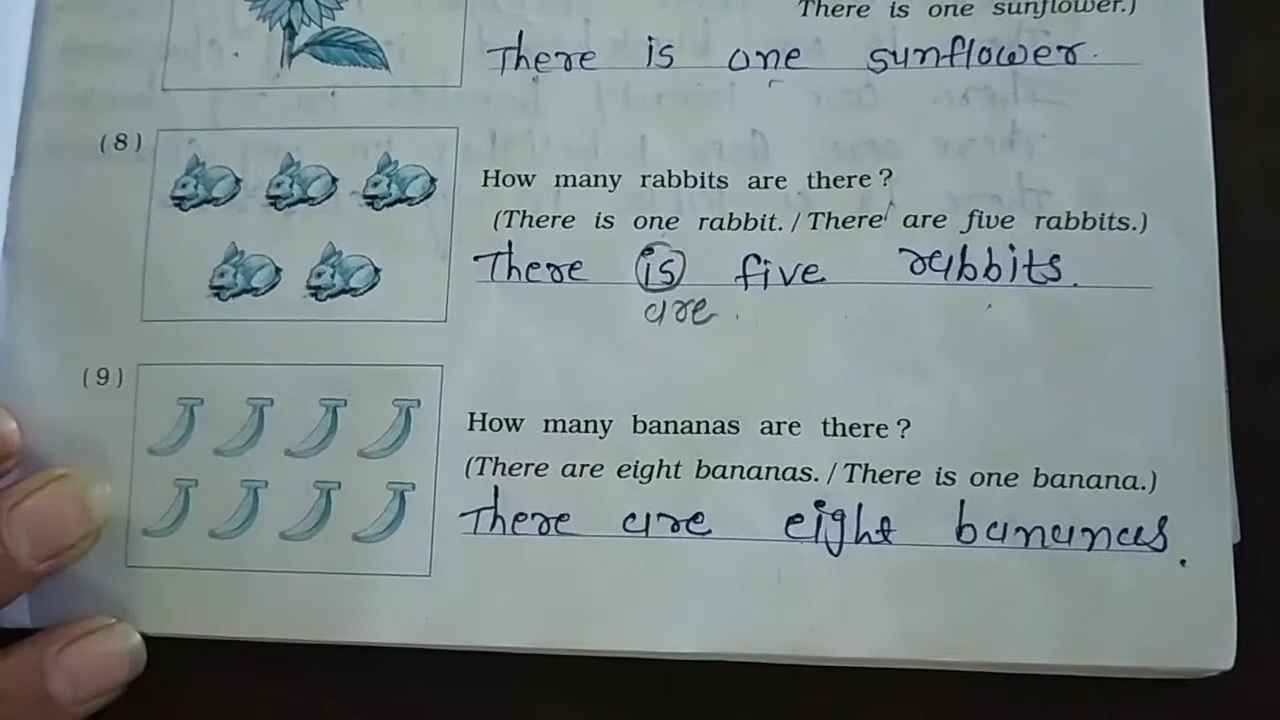 There is one sunflower.)
There is one sunflower.
(8)
How many rabbits are there?
(There is one rabbit. / There are five rabbits.)
There is five rabbits.
are.
(9)
How many bananas are there?
(There are eight bananas. / There is one banana.)
There are eight bananas.